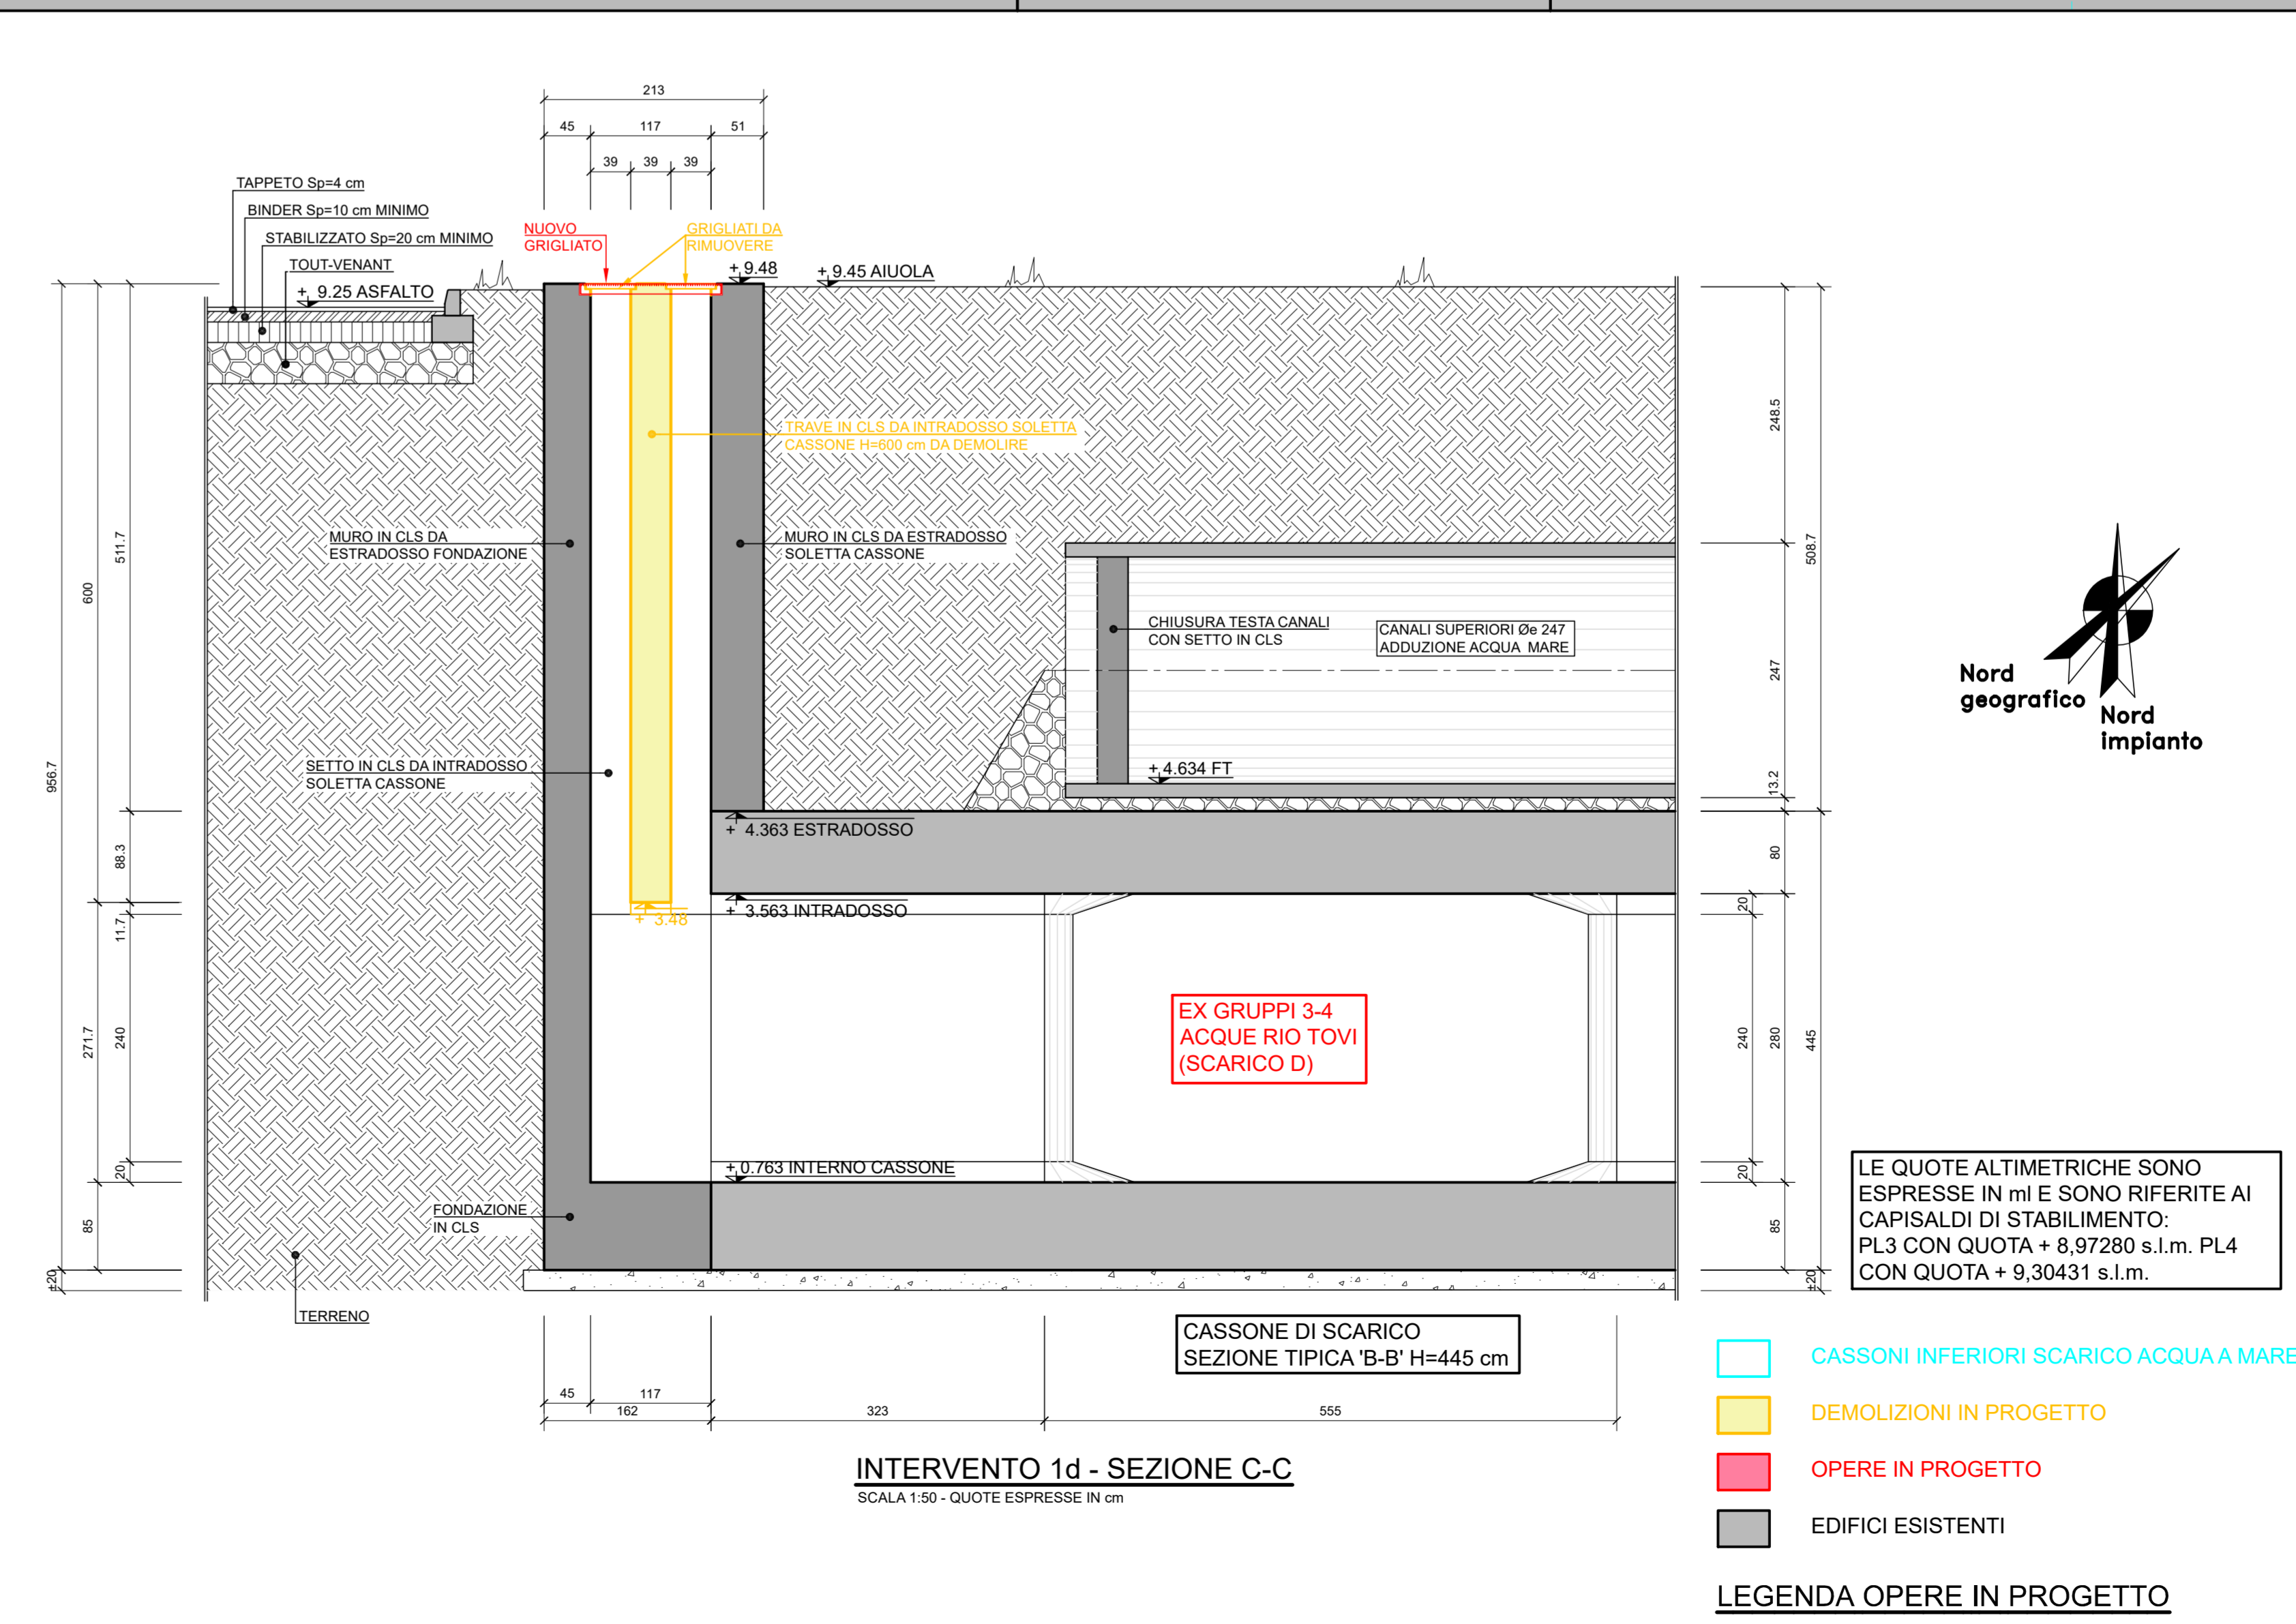 213
45 117 51
39 39 39
TAPPETO Sp=4 cm
BINDER Sp=10 cm MINIMO
STABILIZZATO Sp=20 cm MINIMO
TOUT-VENANT
+ 9.25 ASFALTO
NUOVO
GRIGLIATO
GRIGLIATI DA
RIMUOVERE
+ 9.48
+ 9.45 AIUOLA
TRAVE IN CLS DA INTRADOSSO SOLETTA
CASSONE H=600 cm DA DEMOLIRE
MURO IN CLS DA
ESTRADOSSO FONDAZIONE
MURO IN CLS DA ESTRADOSSO
SOLETTA CASSONE
CHIUSURA TESTA CANALI
CON SETTO IN CLS
CANALI SUPERIORI Øe 247
ADDUZIONE ACQUA MARE
SETTO IN CLS DA INTRADOSSO
SOLETTA CASSONE
+ 4.634 FT
+ 4.363 ESTRADOSSO
+ 3.563 INTRADOSSO
+ 3.48
EX GRUPPI 3-4
ACQUE RIO TOVI
(SCARICO D)
+ 0.763 INTERNO CASSONE
FONDAZIONE
IN CLS
TERRENO
956.7
±20
600
271.7
85
511.7
88.3
11.7
240
20
248.5
247
13.2
80
280
85
20
240
20
508.7
445
±20
Nord
geografico
Nord
impianto
LE QUOTE ALTIMETRICHE SONO
ESPRESSE IN ml E SONO RIFERITE AI
CAPISALDI DI STABILIMENTO:
PL3 CON QUOTA + 8,97280 s.l.m. PL4
CON QUOTA + 9,30431 s.l.m.
CASSONE DI SCARICO
SEZIONE TIPICA 'B-B' H=445 cm
45 117
162 323 555
INTERVENTO 1d - SEZIONE C-C
SCALA 1:50 - QUOTE ESPRESSE IN cm
CASSONI INFERIORI SCARICO ACQUA A MARE
DEMOLIZIONI IN PROGETTO
OPERE IN PROGETTO
EDIFICI ESISTENTI
LEGENDA OPERE IN PROGETTO